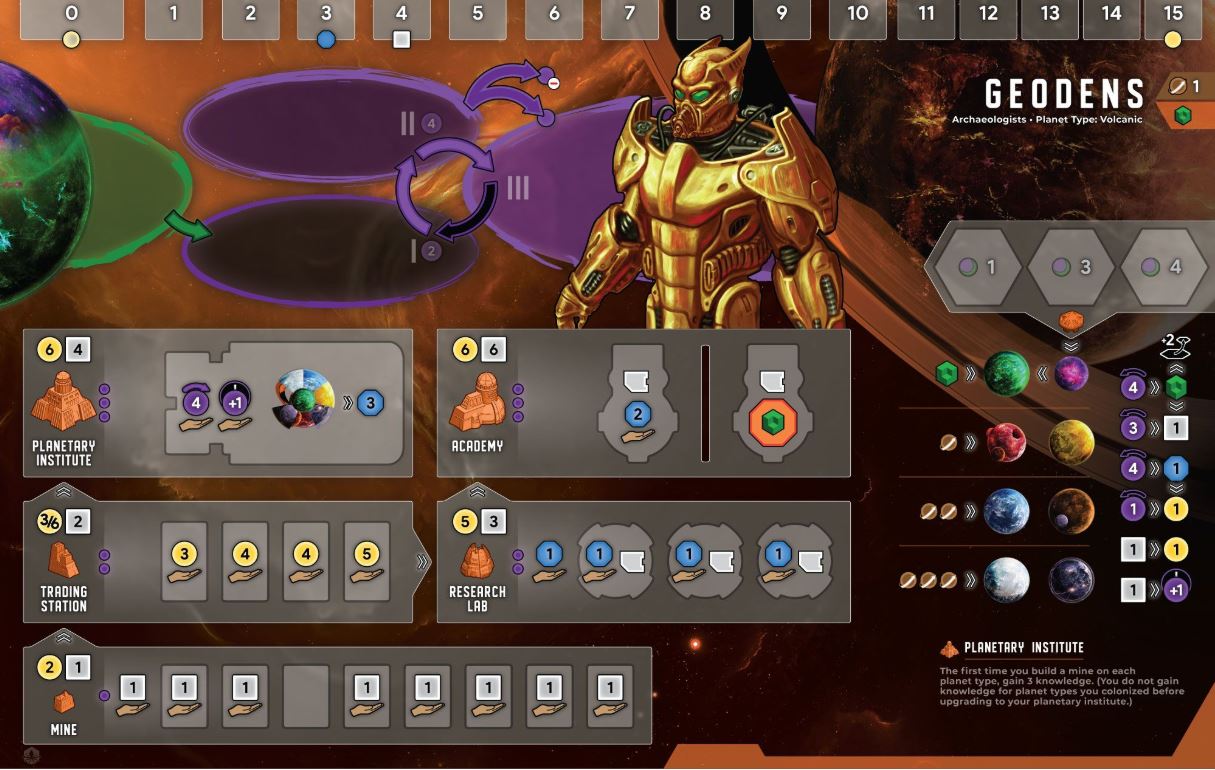 0 1 2 3 4 5 6 7 8 9 10 11 12 13 14 15
GEODENS
1
Archaeologists • Planet Type: Volcanic
II 4
III
I 2
1 3 4
6 4
PLANETARY
INSTITUTE
4 +1 3
6 6
ACADEMY
2
+2
4
3 1
4 1
1 1
1 1
1 +1
3/6 2
TRADING
STATION
3 4 4 5
5 3
RESEARCH
LAB
1 1 1 1
2 1
MINE
1 1 1 1 1 1 1 1
PLANETARY INSTITUTE
The first time you build a mine on each
planet type, gain 3 knowledge. (You do not gain
knowledge for planet types you colonized before
upgrading to your planetary institute.)